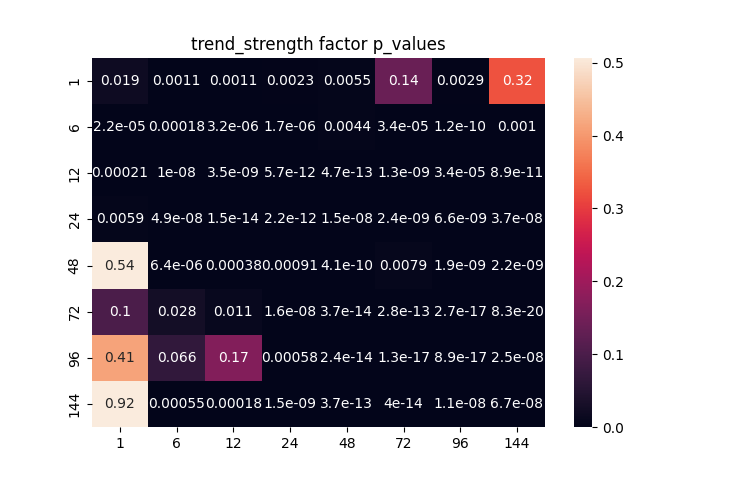 trend_strength factor p_values
1 0.019 0.0011 0.0011 0.0023 0.0055 0.14 0.0029 0.32
6 2.2e-05 0.00018 3.2e-06 1.7e-06 0.0044 3.4e-05 1.2e-10 0.001
12 0.00021 1e-08 3.5e-09 5.7e-12 4.7e-13 1.3e-09 3.4e-05 8.9e-11
24 0.0059 4.9e-08 1.5e-14 2.2e-12 1.5e-08 2.4e-09 6.6e-09 3.7e-08
48 0.54 6.4e-06 0.00038 0.00091 4.1e-10 0.0079 1.9e-09 2.2e-09
72 0.1 0.028 0.011 1.6e-08 3.7e-14 2.8e-13 2.7e-17 8.3e-20
96 0.41 0.066 0.17 0.00058 2.4e-14 1.3e-17 8.9e-17 2.5e-08
144 0.92 0.00055 0.00018 1.5e-09 3.7e-13 4e-14 1.1e-08 6.7e-08
1 6 12 24 48 72 96 144
0.5
0.4
0.3
0.2
0.1
0.0